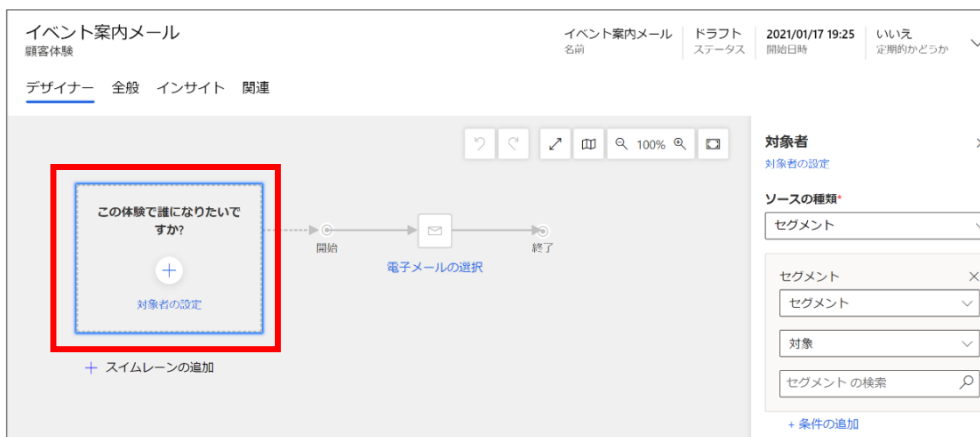 イベント案内メール
顧客体験
イベント案内メール
名前
ドラフト
ステータス
2021/01/17 19:25
開始日時
いいえ
定期的かどうか
デザイナー 全般 インサイト 関連
100%
この体験で誰になりたいで
すか?
対象者の設定
開始
電子メールの選択
終了
+ スイムレーンの追加
対象者
対象者の設定
ソースの種類*
セグメント
セグメント
セグメント
対象
セグメント の検索
+ 条件の追加